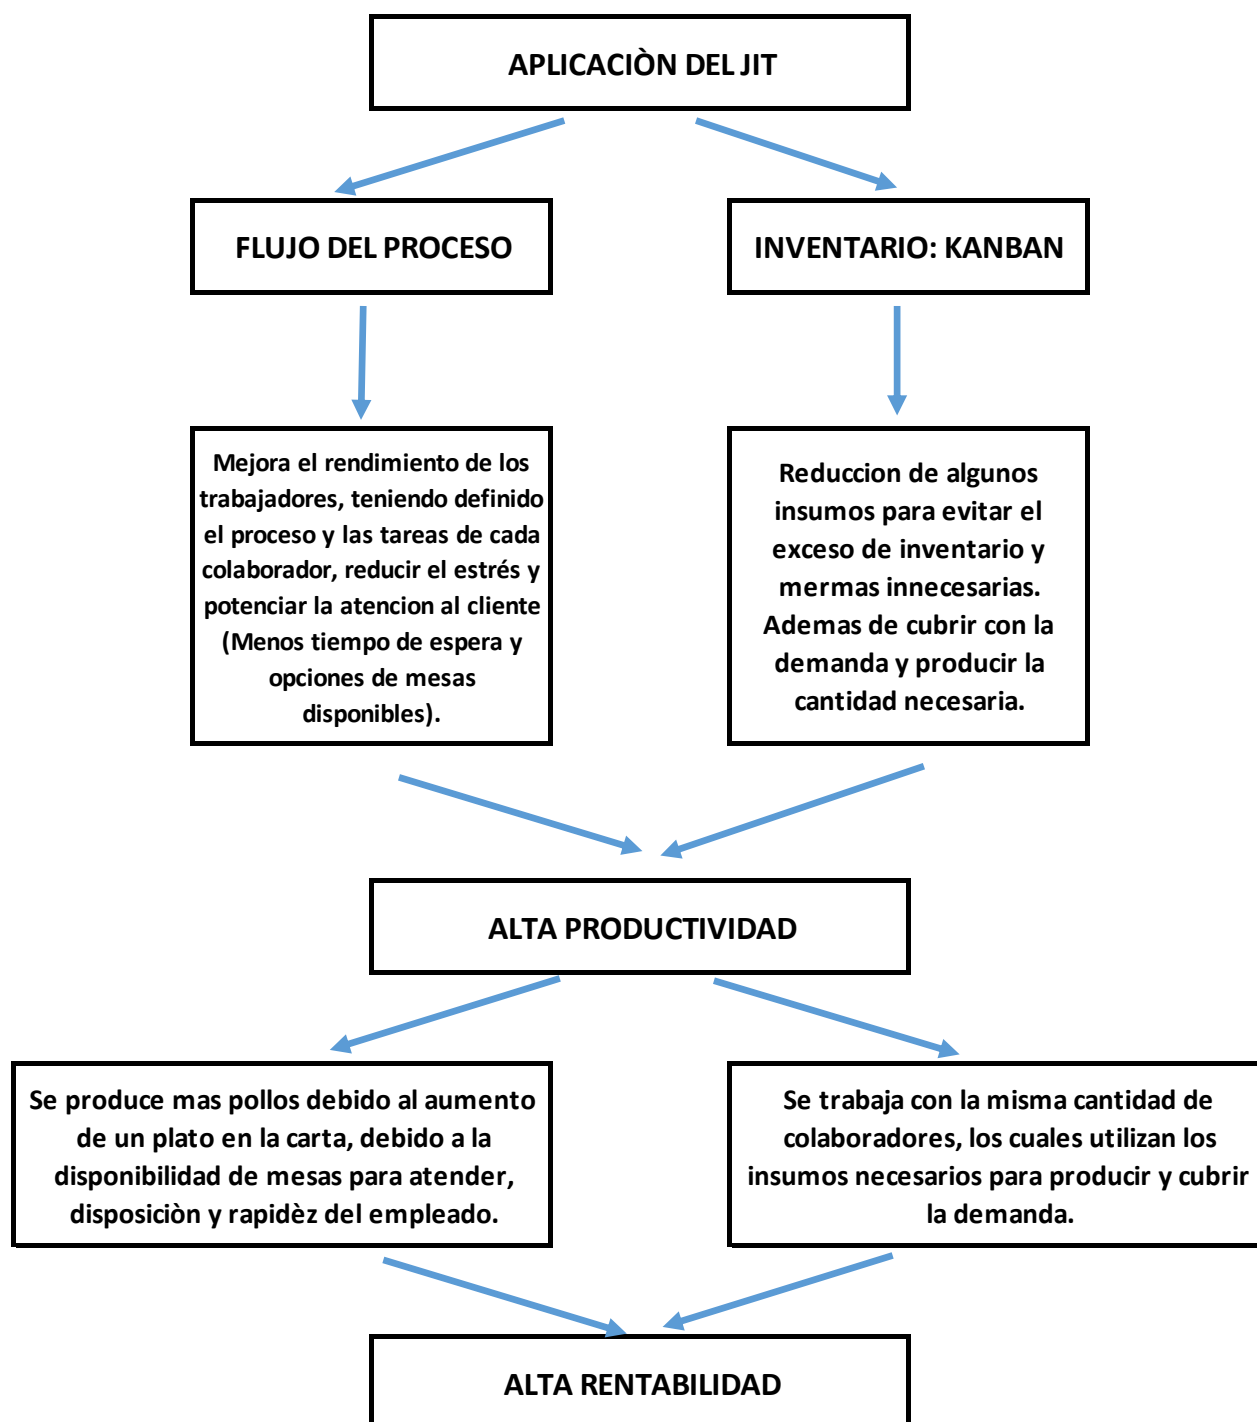 APLICACIÒN DEL JIT
FLUJO DEL PROCESO
INVENTARIO: KANBAN
Mejora el rendimiento de los
trabajadores, teniendo definido
el proceso y las tareas de cada
colaborador, reducir el estrés y
potenciar la atencion al cliente
(Menos tiempo de espera y
opciones de mesas
disponibles).
Reduccion de algunos
insumos para evitar el
exceso de inventario y
mermas innecesarias.
Ademas de cubrir con la
demanda y producir la
cantidad necesaria.
ALTA PRODUCTIVIDAD
Se produce mas pollos debido al aumento
de un plato en la carta, debido a la
disponibilidad de mesas para atender,
disposiciòn y rapidèz del empleado.
Se trabaja con la misma cantidad de
colaboradores, los cuales utilizan los
insumos necesarios para producir y cubrir
la demanda.
ALTA RENTABILIDAD